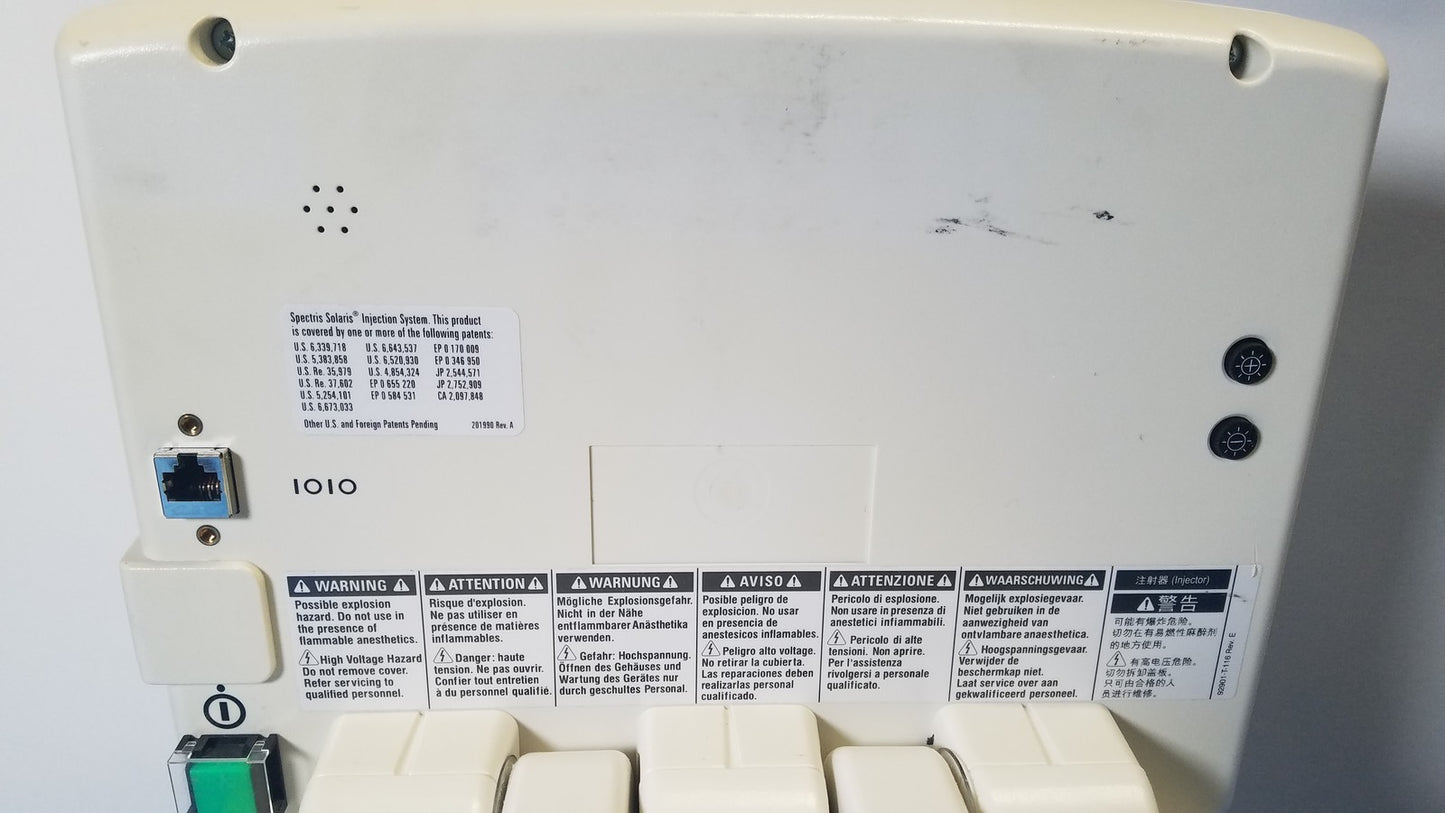 Spectris Solaris® Injection System. This product
is covered by one or more of the following patents:
U.S. 6,339,718 U.S. 6,643,537 EP 0 170 009
U.S. 5,383,858 U.S. 6,520,930 EP 0 346 950
U.S. Re. 35,979 U.S. 4,854,324 JP 2,544,571
U.S. Re. 37,602 EP 0 655 220 JP 2,752,909
U.S. 5,254,101 EP 0 584 531 CA 2,097,848
U.S. 6,673,033
Other U.S. and Foreign Patents Pending 201990 Rev. A
IOIO
WARNING
Possible explosion
hazard. Do not use in
the presence of
flammable anesthetics.
High Voltage Hazard
Do not remove cover.
Refer servicing to
qualified personnel.
ATTENTION
Risque d'explosion.
Ne pas utiliser en
présence de matières
inflammables.
Danger: haute
tension. Ne pas ouvrir.
Confier tout entretien
à du personnel qualifié.
WARNUNG
Mögliche Explosionsgefahr.
Nicht in der Nähe
entflammbarer Anästhetika
verwenden.
Gefahr: Hochspannung.
Öffnen des Gehäuses und
Wartung des Gerätes nur
durch geschultes Personal.
AVISO
Posible peligro de
explosicion. No usar
en presencia de
anestesicos inflamables.
Peligro alto voltage.
No retirar la cubierta.
Las reparaciones deben
realizarlas personal
cualificado.
ATTENZIONE
Pericolo di esplosione.
Non usare in presenza di
anestetici infiammabili.
Pericolo di alte
tensioni. Non aprire.
Per l'assistenza
rivolgersi a personale
qualificato.
WAARSCHUWING
Mogelijk explosiegevaar.
Niet gebruiken in de
aanwezigheid van
ontvlambare anaesthetica.
Hoogspanningsgevaar.
Verwijder de
beschermkap niet.
Laat service over aan
gekwalificeerd personeel.
注射器 (Injector)
警告
可能有爆炸危险。
切勿在有易燃性麻醉剂
的地方使用。
有高电压危险。
切勿拆卸盖板。
只可由合格的人
员进行维修。
92901-T-116 Rev. E